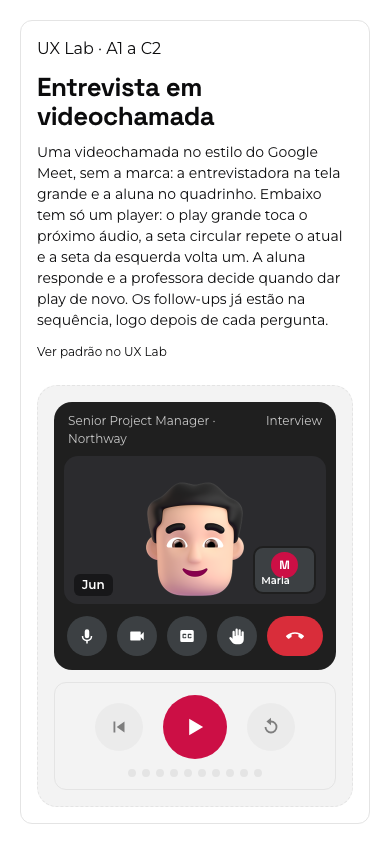 UX Lab · A1 a C2
Entrevista em
videochamada
Uma videochamada no estilo do Google
Meet, sem a marca: a entrevistadora na tela
grande e a aluna no quadrinho. Embaixo
tem só um player: o play grande toca o
próximo áudio, a seta circular repete o atual
e a seta da esquerda volta um. A aluna
responde e a professora decide quando dar
play de novo. Os follow-ups já estão na
sequência, logo depois de cada pergunta.
Ver padrão no UX Lab
Senior Project Manager ·
Northway
Interview
Jun
M
Maria
CC